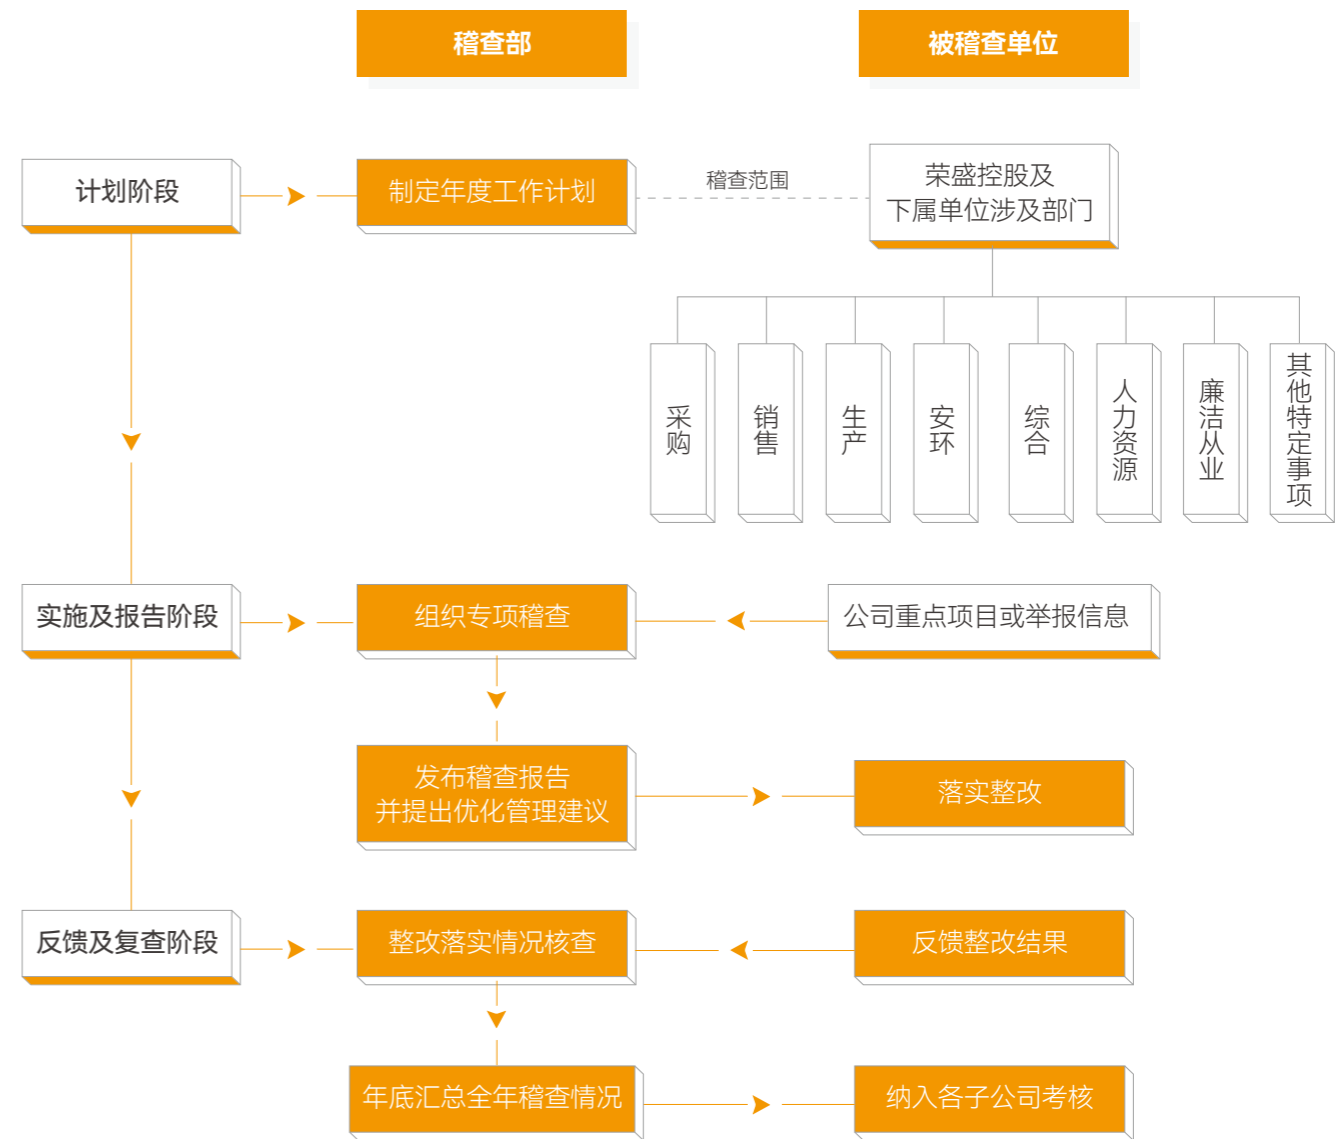 稽查部
被稽查单位
计划阶段
制定年度工作计划
稽查范围
荣盛控股及
下属单位涉及部门
采购
销售
生产
安环
综合
人力资源
廉洁从业
其他特定事项
实施及报告阶段
组织专项稽查
公司重点项目或举报信息
发布稽查报告
并提出优化管理建议
落实整改
反馈及复查阶段
整改落实情况核查
反馈整改结果
年底汇总全年稽查情况
纳入各子公司考核